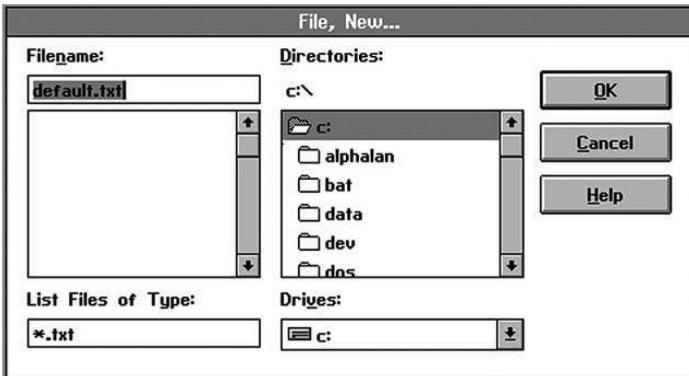 File, New...
Filename:
default.txt
Directories:
c:\
c:
alphalan
bat
data
dev
dos
OK
Cancel
Help
List Files of Type:
*.txt
Drives:
c: